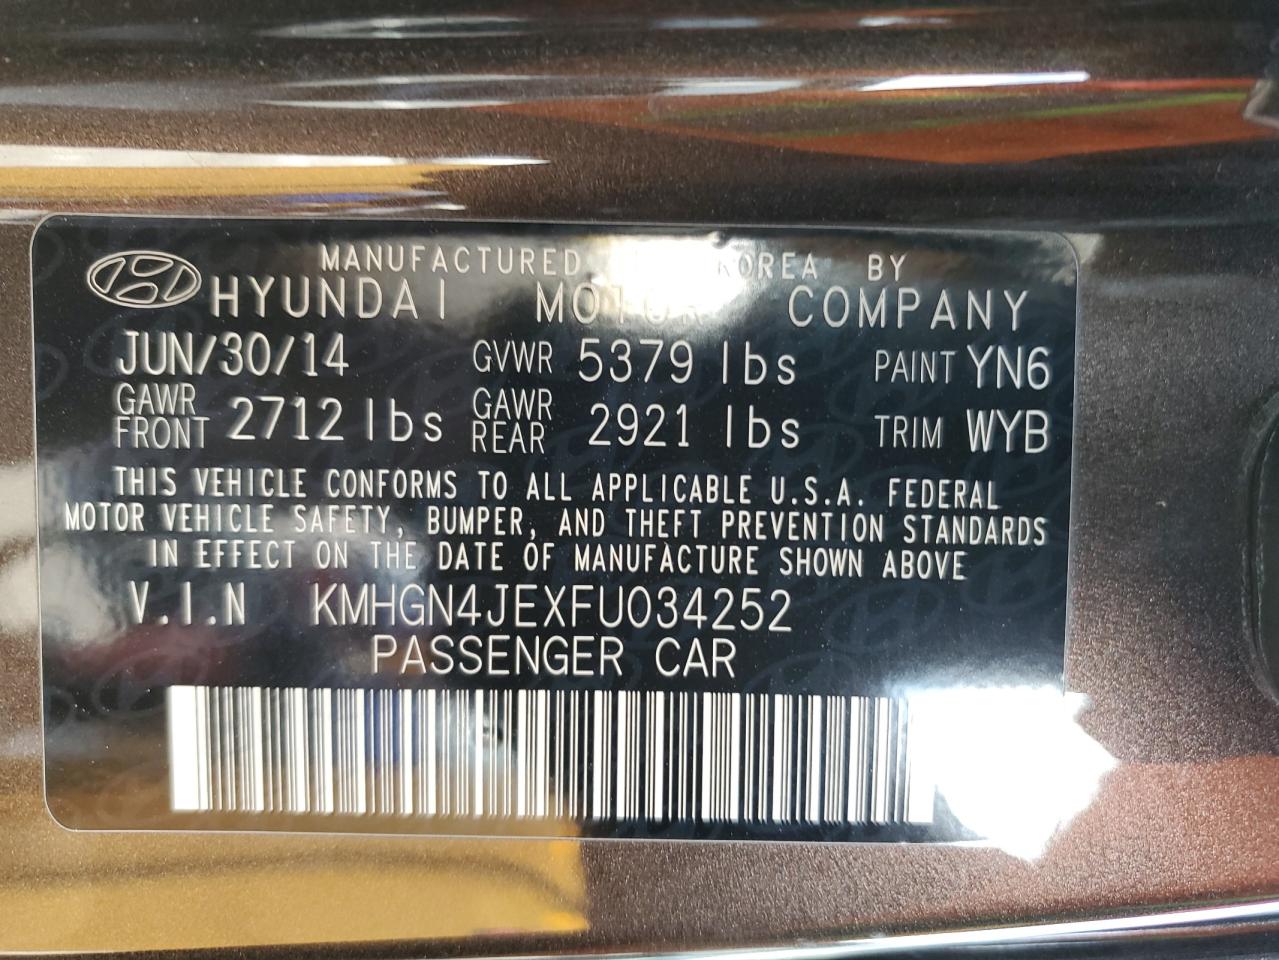 MANUFACTURED KOREA BY
HYUNDAI MOTOR COMPANY
JUN/30/14 GVWR 5379 lbs PAINT YN6
GAWR FRONT 2712 lbs GAWR REAR 2921 lbs TRIM WYB
THIS VEHICLE CONFORMS TO ALL APPLICABLE U.S.A. FEDERAL
MOTOR VEHICLE SAFETY, BUMPER, AND THEFT PREVENTION STANDARDS
IN EFFECT ON THE DATE OF MANUFACTURE SHOWN ABOVE
V.I.N KMHGN4JEXFU034252
PASSENGER CAR